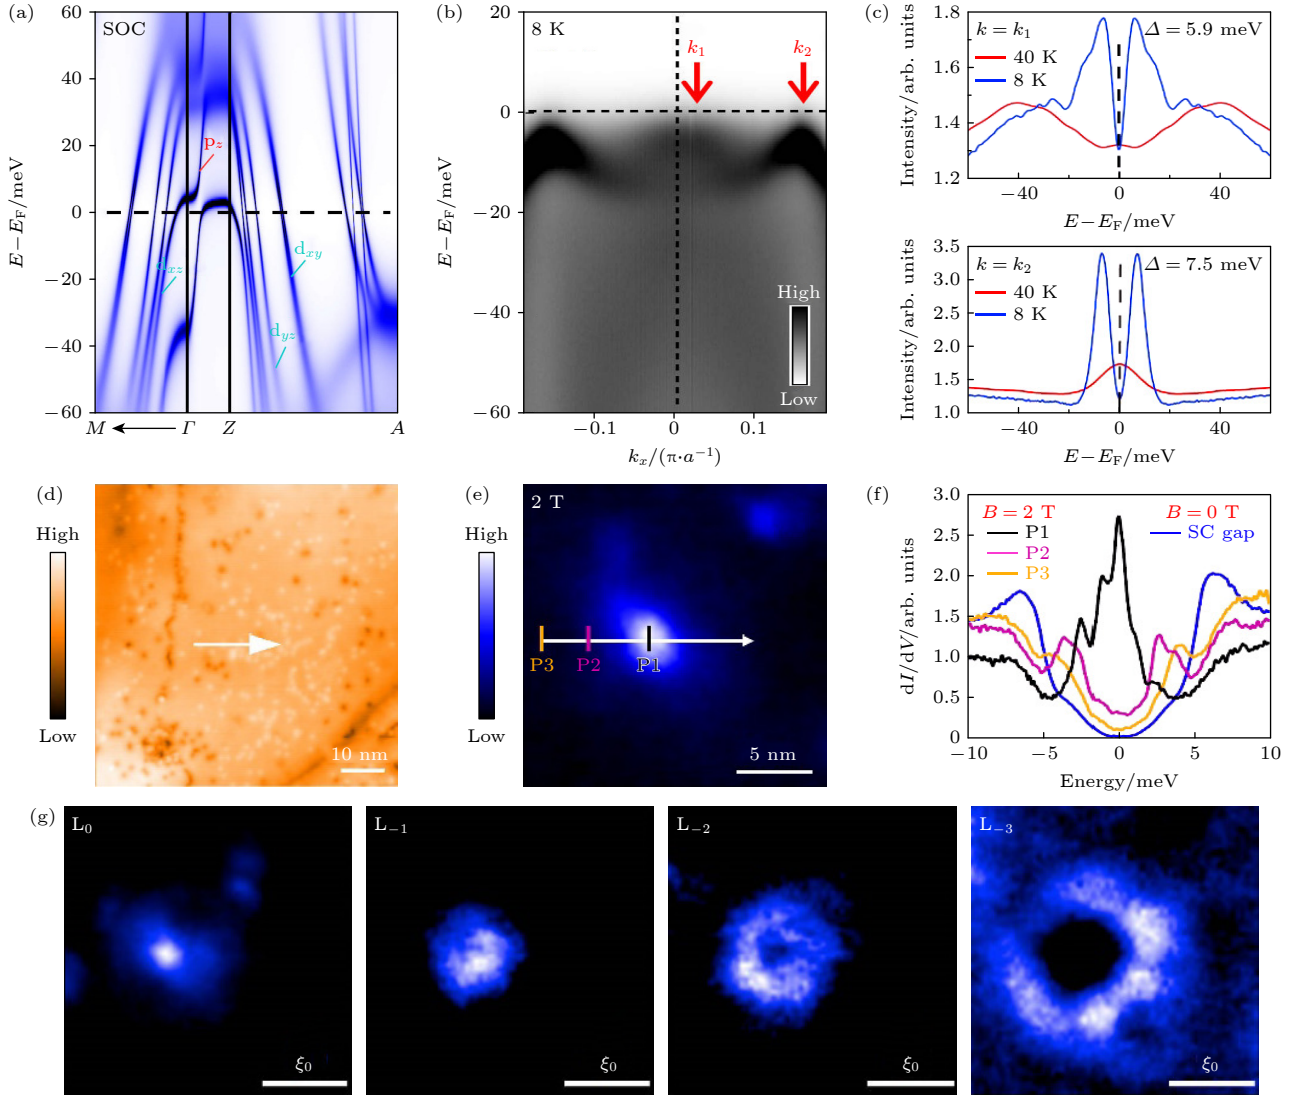 (a)
SOC
60
40
20
0
−20
−40
−60
E−E_F/meV
p_z
d_xz
d_xy
d_yz
M
Γ
Z
A
(b)
8 K
k_1
k_2
20
0
−20
−40
−60
E−E_F/meV
High
Low
−0.1
0
0.1
k_x/(π·a^−1)
(c)
k = k_1
Δ = 5.9 meV
40 K
8 K
1.8
1.6
1.4
1.2
Intensity/arb. units
−40
0
40
E−E_F/meV
k = k_2
Δ = 7.5 meV
40 K
8 K
3.5
3.0
2.5
2.0
1.5
1.0
Intensity/arb. units
−40
0
40
E−E_F/meV
(d)
High
Low
10 nm
(e)
2 T
High
Low
P3
P2
P1
5 nm
(f)
B = 2 T
B = 0 T
P1
SC gap
P2
P3
3.0
2.5
2.0
1.5
1.0
0.5
0
dI/dV/arb. units
−10
−5
0
5
10
Energy/meV
(g)
L_0
ξ_0
L_−1
ξ_0
L_−2
ξ_0
L_−3
ξ_0